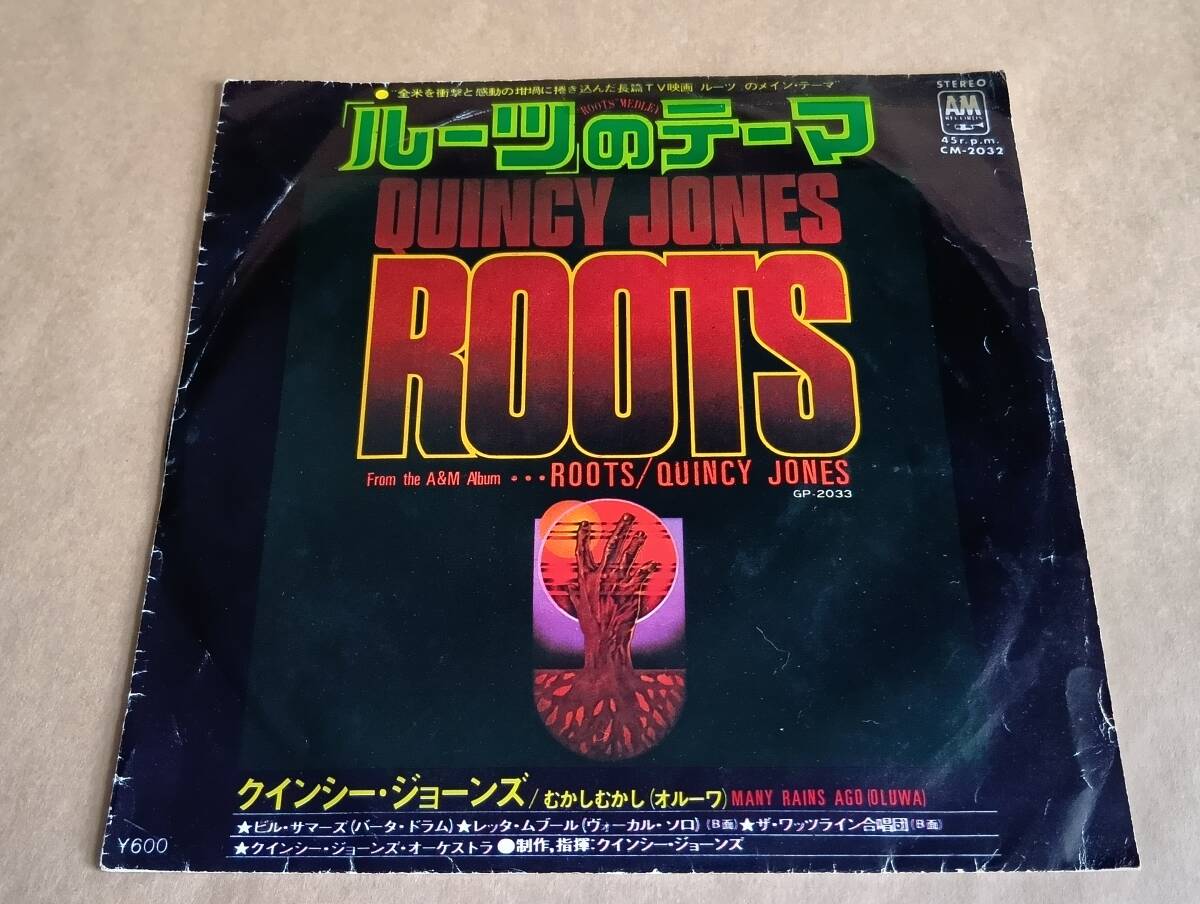 ●"全米を衝撃と感動の坩堝に捲き込んだ長篇TV映画 ルーツ のメイン・テーマ"
STEREO
AM
RECORDS
45r.p.m.
CM-2032
"ROOTS" MEDLEY
「ルーツ」のテーマ
QUINCY JONES
ROOTS
From the A&M Album ・・・ROOTS/QUINCY JONES
GP-2033
クインシー・ジョーンズ/むかしむかし(オルーワ)MANY RAINS AGO(OLUWA)
★ビル・サマーズ(バータ・ドラム)★レッタ・ムブール(ヴォーカル・ソロ)(B面)★ザ・ワッツライン合唱団(B面)
★クインシー・ジョーンズ・オーケストラ●制作,指揮:クインシー・ジョーンズ
¥600